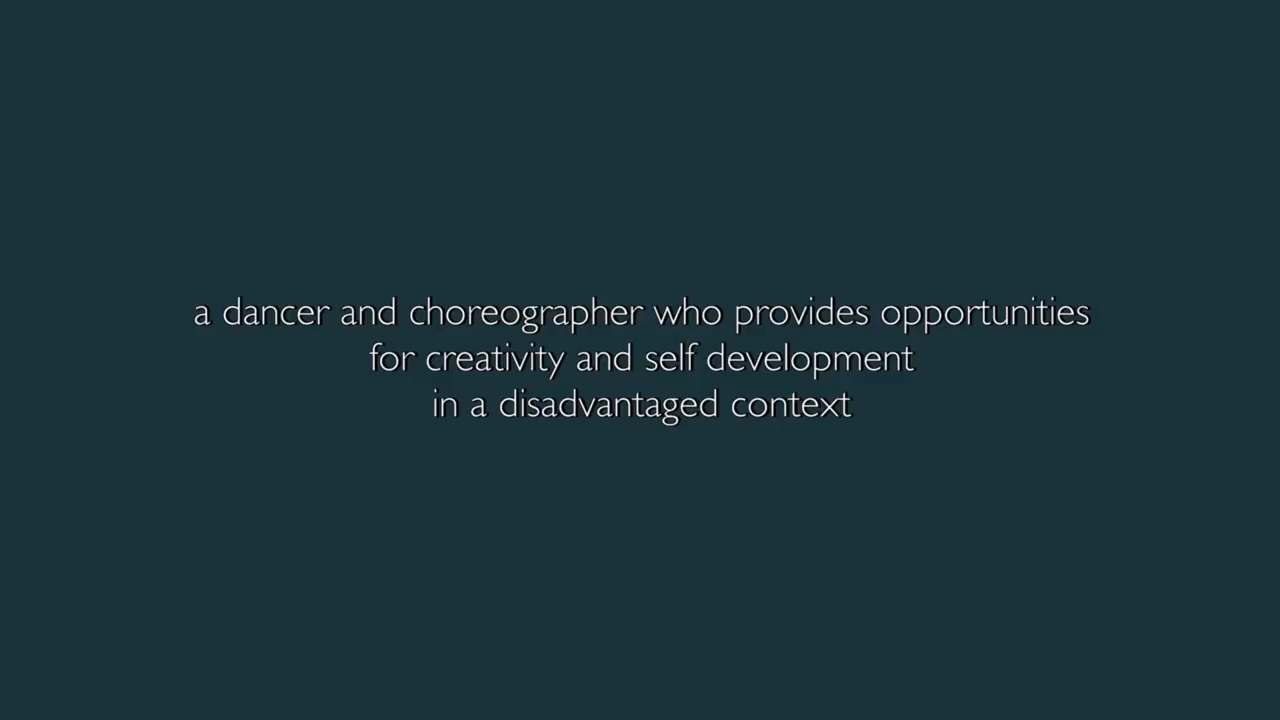 a dancer and choreographer who provides opportunities
for creativity and self development
in a disadvantaged context